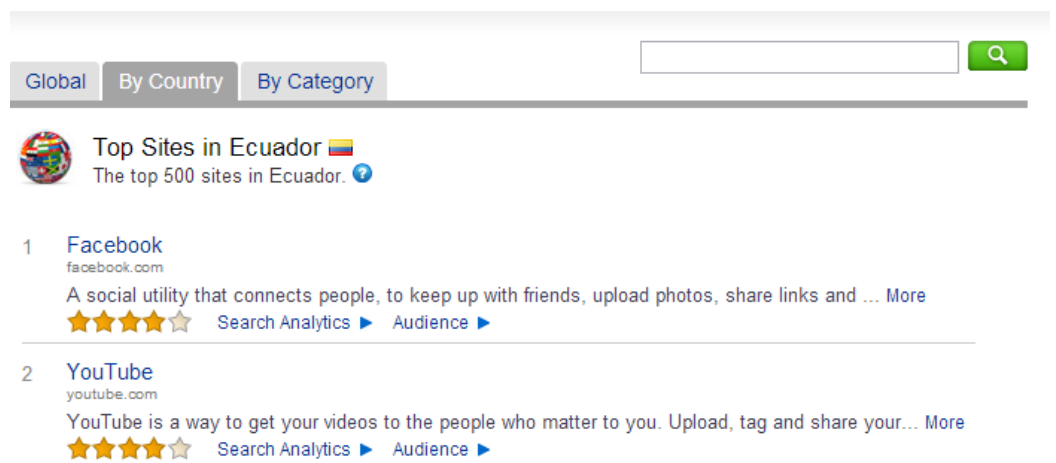 Global By Country By Category
Top Sites in Ecuador
The top 500 sites in Ecuador. ?
1 Facebook
facebook.com
A social utility that connects people, to keep up with friends, upload photos, share links and ... More
Search Analytics ► Audience ►
2 YouTube
youtube.com
YouTube is a way to get your videos to the people who matter to you. Upload, tag and share your... More
Search Analytics ► Audience ►